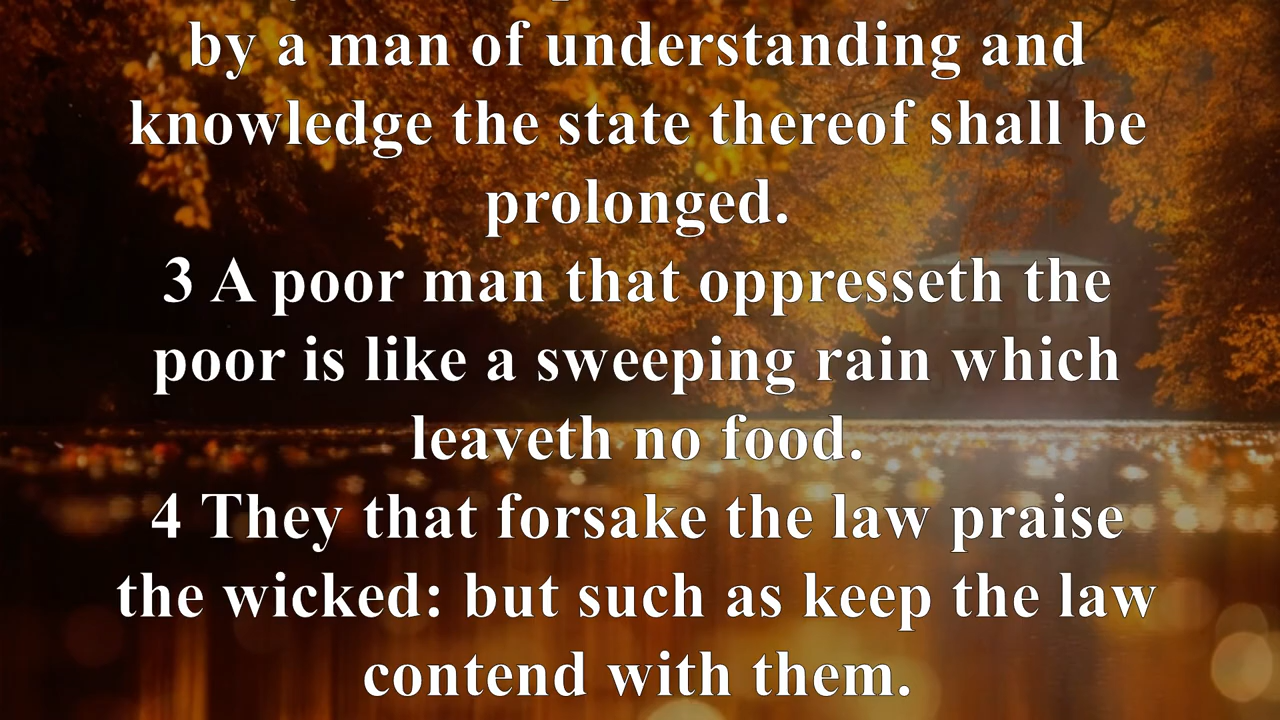 by a man of understanding and
knowledge the state thereof shall be
prolonged.
3 A poor man that oppresseth the
poor is like a sweeping rain which
leaveth no food.
4 They that forsake the law praise
the wicked: but such as keep the law
contend with them.